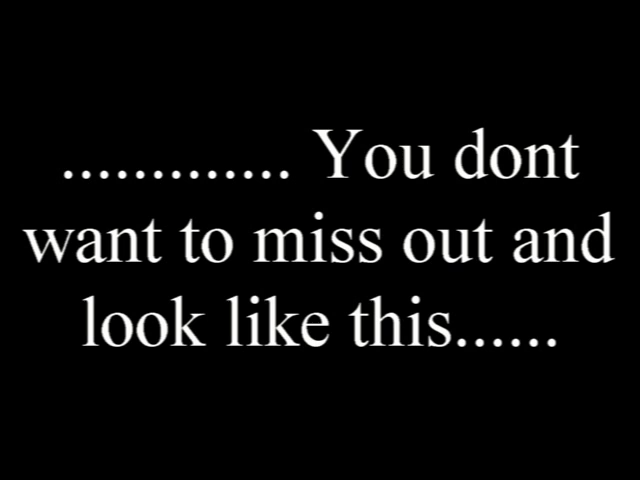 ............. You dont
want to miss out and
look like this......